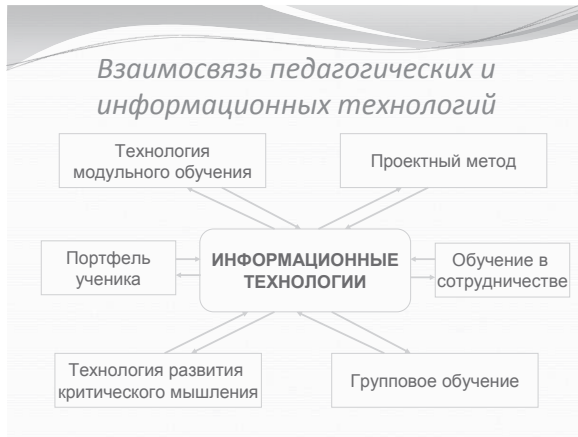 Взаимосвязь педагогических и
информационных технологий
Технология
модульного обучения
Проектный метод
Портфель
ученика
ИНФОРМАЦИОННЫЕ
ТЕХНОЛОГИИ
Обучение в
сотрудничестве
Технология развития
критического мышления
Групповое обучение